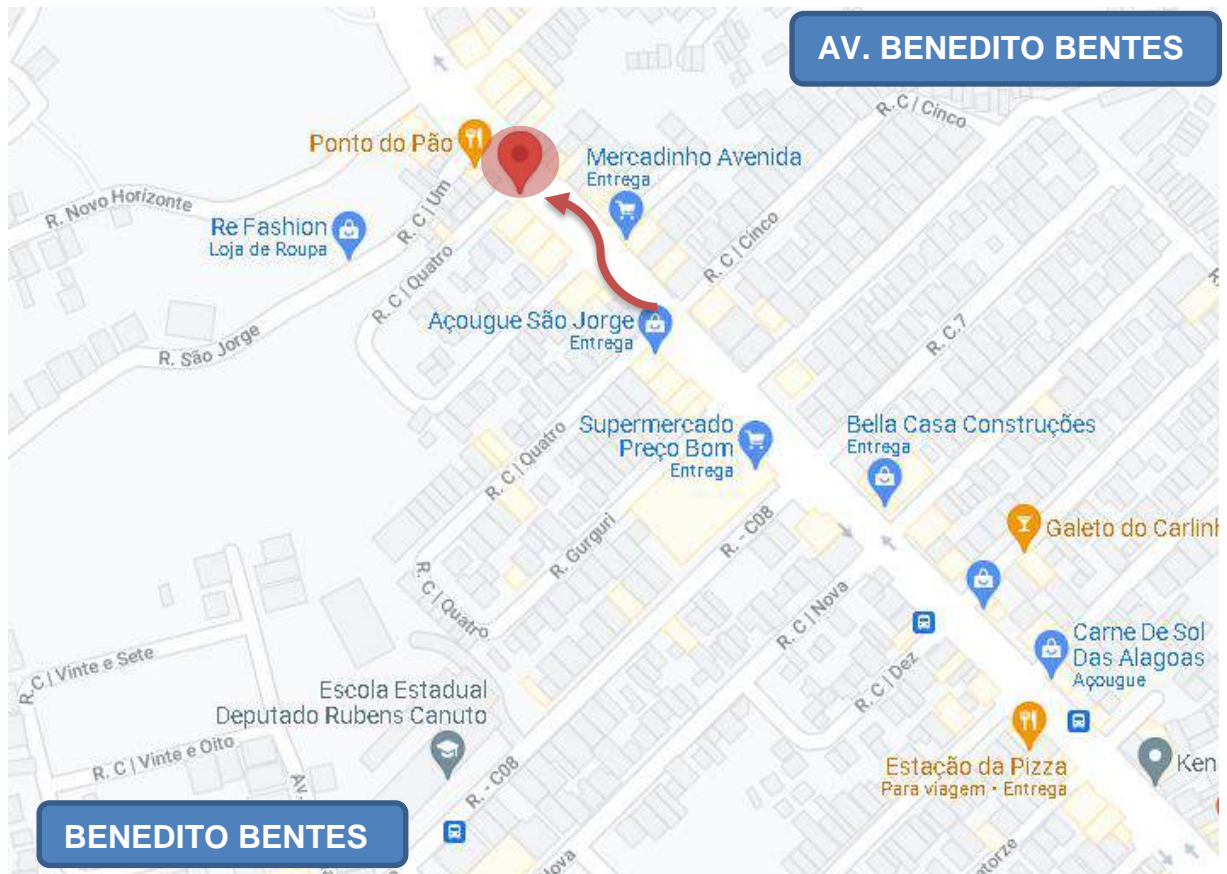 AV. BENEDITO BENTES
R. C | Cinco
Ponto do Pão
Mercadinho Avenida
Entrega
R. Novo Horizonte
R. C | Um
Re Fashion
Loja de Roupa
R. C | Quatro
R. C | Cinco
Açougue São Jorge
Entrega
R. São Jorge
R. C.7
Supermercado
Preço Bom
Entrega
Bella Casa Construções
Entrega
R. C | Quatro
R. - C08
Galeto do Carlinh
R. Gurguri
R. C | Quatro
R. C | Nova
Carne De Sol
Das Alagoas
Açougue
R. C | Vinte e Sete
R. C | Dez
Escola Estadual
Deputado Rubens Canuto
R. C | Vinte e Oito
Estação da Pizza
Para viagem • Entrega
Ken
R. - C08
Av.
BENEDITO BENTES
lova
atorze